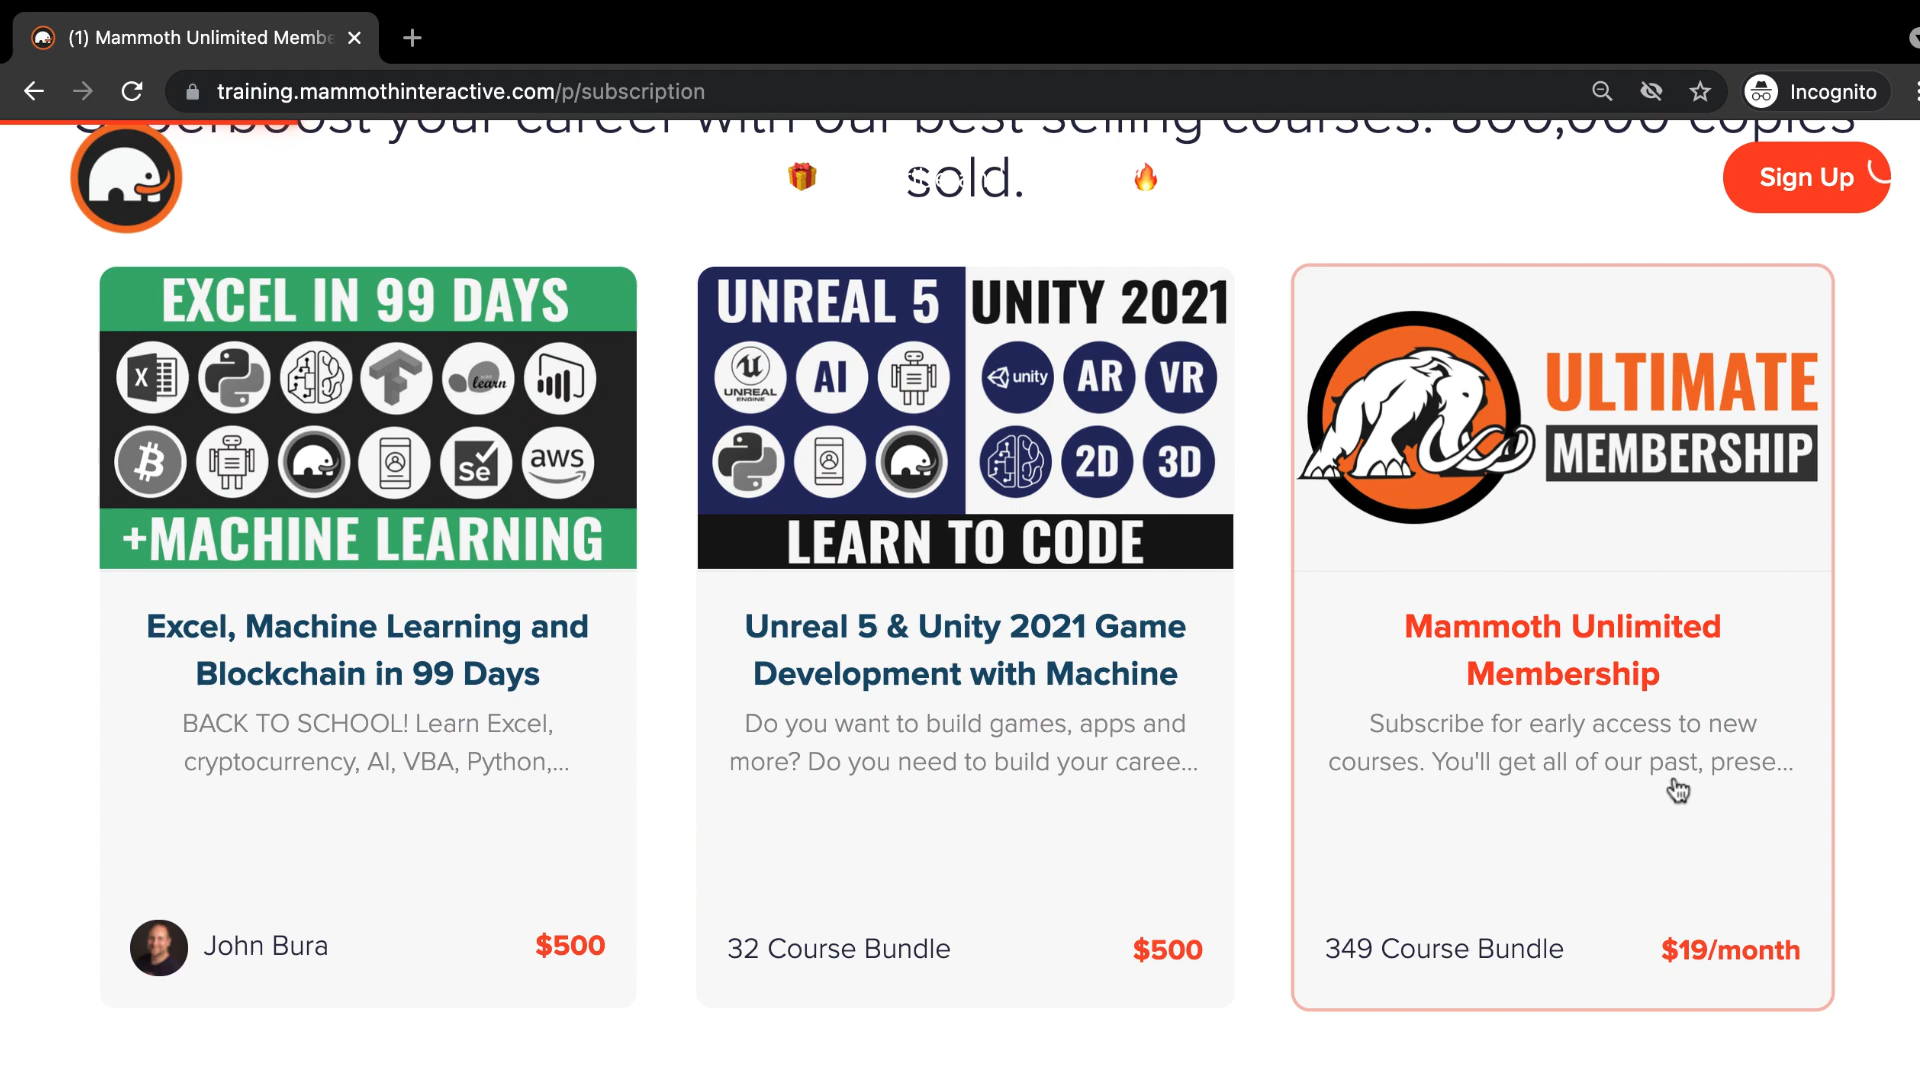 (1) Mammoth Unlimited Membe
training.mammothinteractive.com/p/subscription
Incognito
your career with our best selling courses. 800,000 copies
sold.
Sign Up
EXCEL IN 99 DAYS
X
learn
Se
aws
+MACHINE LEARNING
UNREAL 5
UNITY 2021
UNREAL
ENGINE
AI
unity
AR
VR
2D
3D
LEARN TO CODE
ULTIMATE
MEMBERSHIP
Excel, Machine Learning and
Blockchain in 99 Days
BACK TO SCHOOL! Learn Excel,
cryptocurrency, AI, VBA, Python,...
John Bura
$500
Unreal 5 & Unity 2021 Game
Development with Machine
Do you want to build games, apps and
more? Do you need to build your caree...
32 Course Bundle
$500
Mammoth Unlimited
Membership
Subscribe for early access to new
courses. You'll get all of our past, prese...
349 Course Bundle
$19/month